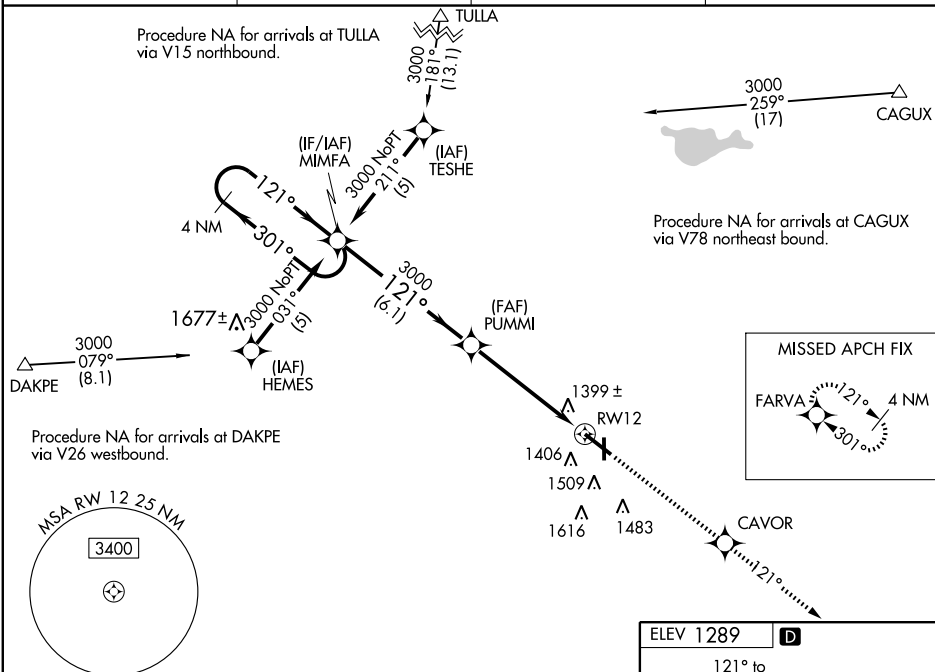 TULLA
Procedure NA for arrivals at TULLA
via V15 northbound.
3000
181°
(13.1)
3000
259°
(17)
CAGUX
(IF/IAF)
MIMFA
(IAF)
TESHE
3000 NoPT
211°
(5)
121°
4 NM
301°
Procedure NA for arrivals at CAGUX
via V78 northeast bound.
3000 NoPT
031°
(5)
3000
121°
(6.1)
(FAF)
PUMMI
1677±
3000
079°
(8.1)
DAKPE
(IAF)
HEMES
MISSED APCH FIX
FARVA
121°
4 NM
301°
1399 ±
RW12
1406
1509
1616
1483
Procedure NA for arrivals at DAKPE
via V26 westbound.
CAVOR
121°
MSA RW 12 25 NM
3400
ELEV 1289 D
121° to